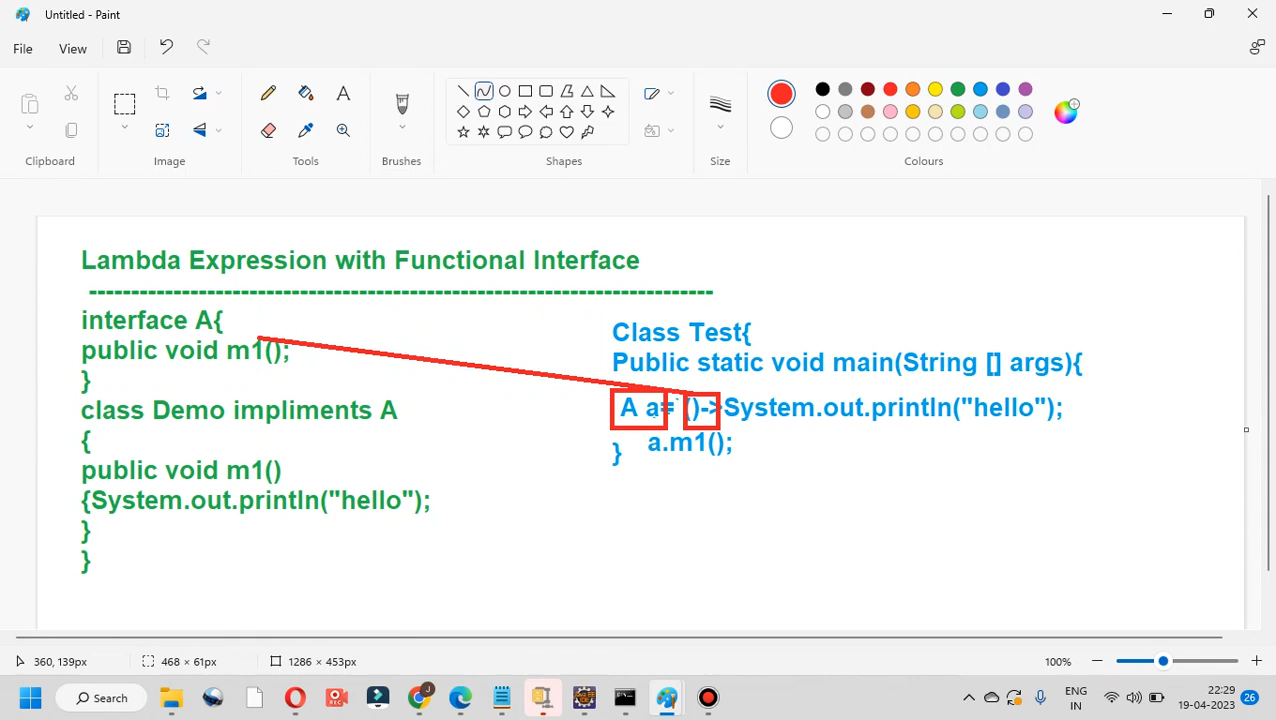 Untitled - Paint
File
View
Clipboard
Image
Tools
Brushes
Shapes
Size
Colours
Lambda Expression with Functional Interface
--------------------------------------------------------------------------
interface A{
public void m1();
}
class Demo impliments A
{
public void m1()
{System.out.println("hello");
}
}
Class Test{
Public static void main(String [] args){
A a= ()->System.out.println("hello");
a.m1();
}
360, 139px
468 × 61px
1286 × 453px
100%
Search
ENG
IN
22:29
19-04-2023
26